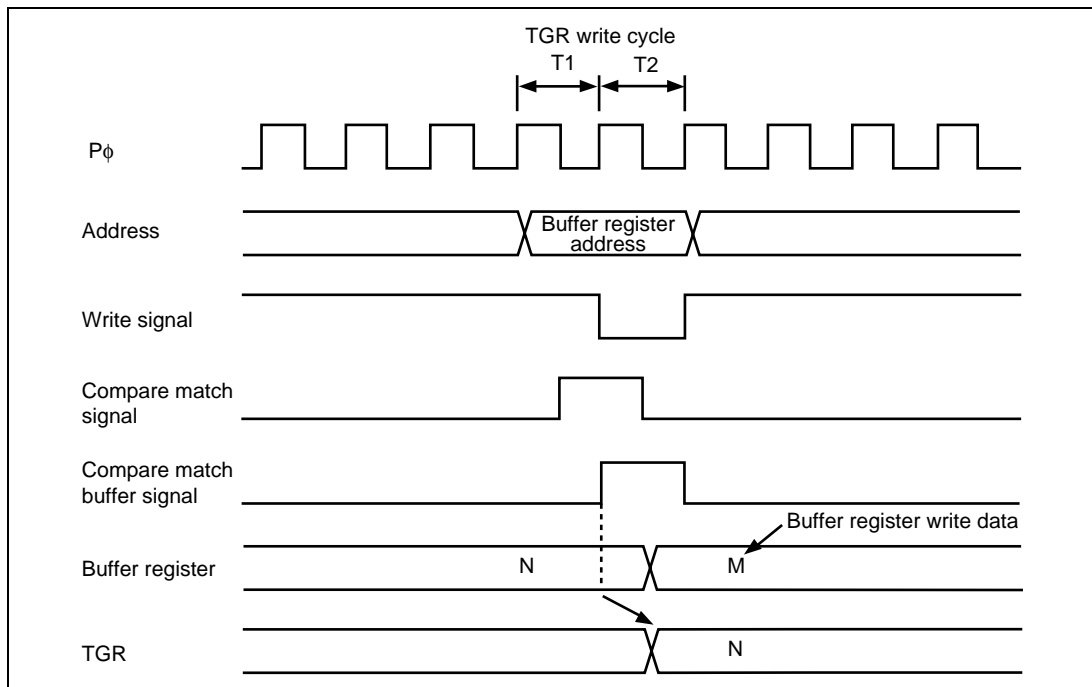 TGR write cycle
T1 T2
Pϕ
Address
Buffer register
address
Write signal
Compare match
signal
Compare match
buffer signal
Buffer register write data
Buffer register
N M
TGR
N